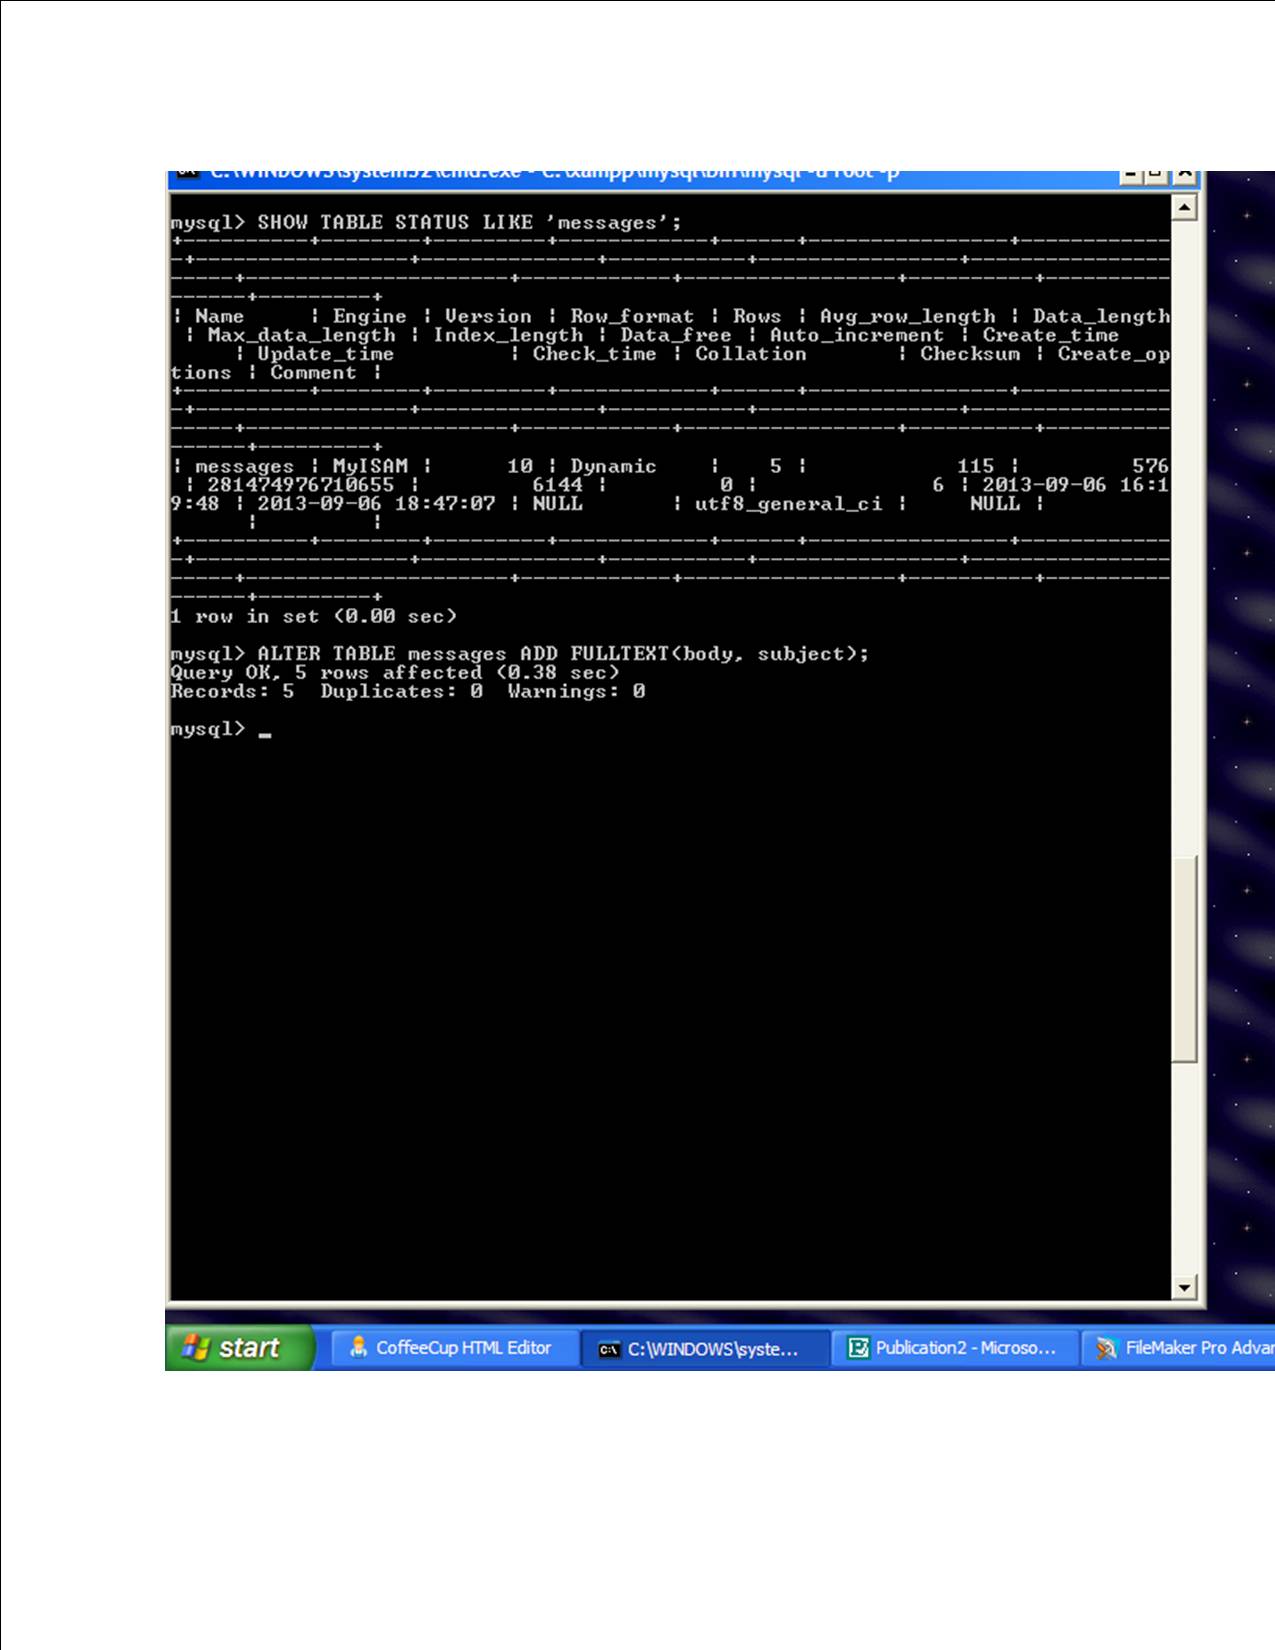 C:\WINDOWS\system32\cmd.exe - C:\xampp\mysql\bin\mysql -u root -p
mysql> SHOW TABLE STATUS LIKE 'messages';
+----------+--------+---------+------------+------+----------------+------------
-+-----------------+--------------+-----------+----------------+----------------
-----+---------------------+------------+-----------------+----------+----------
------+---------+
| Name     | Engine | Version | Row_format | Rows | Avg_row_length | Data_length
 | Max_data_length | Index_length | Data_free | Auto_increment | Create_time
     | Update_time         | Check_time | Collation       | Checksum | Create_op
tions | Comment |
+----------+--------+---------+------------+------+----------------+------------
-+-----------------+--------------+-----------+----------------+----------------
-----+---------------------+------------+-----------------+----------+----------
------+---------+
| messages | MyISAM |      10 | Dynamic    |    5 |            115 |         576
 | 281474976710655 |         6144 |         0 |              6 | 2013-09-06 16:1
9:48 | 2013-09-06 18:47:07 | NULL       | utf8_general_ci |     NULL |
      |         |
+----------+--------+---------+------------+------+----------------+------------
-+-----------------+--------------+-----------+----------------+----------------
-----+---------------------+------------+-----------------+----------+----------
------+---------+
1 row in set (0.00 sec)
mysql> ALTER TABLE messages ADD FULLTEXT(body, subject);
Query OK, 5 rows affected (0.38 sec)
Records: 5  Duplicates: 0  Warnings: 0
mysql> _
start CoffeeCup HTML Editor C:\WINDOWS\syste... Publication2 - Microso... FileMaker Pro Advan